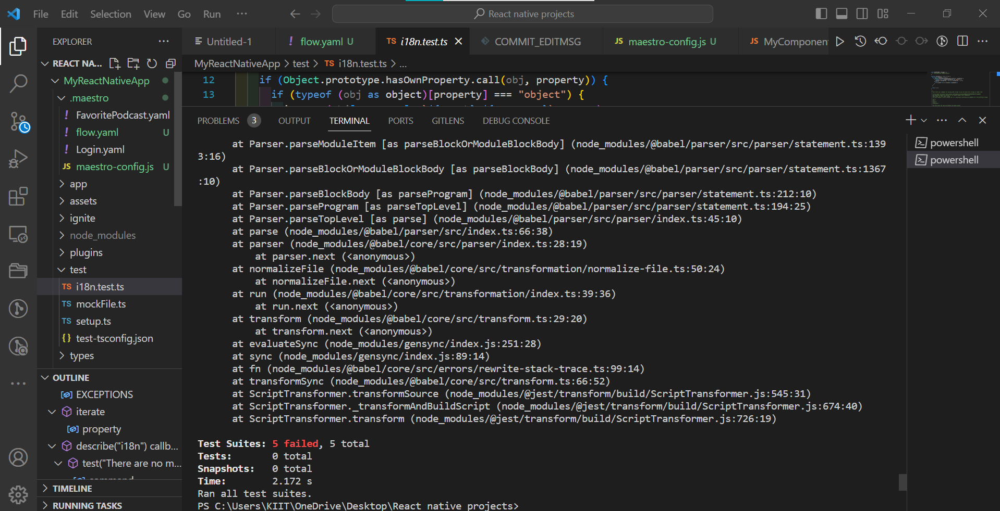 File Edit Selection View Go Run ··· React native projects
EXPLORER ···
Untitled-1
! flow.yaml U
TS i18n.test.ts
COMMIT_EDITMSG
JS maestro-config.js U
JS MyComponen
REACT NA...
MyReactNativeApp > test > TS i18n.test.ts > ...
MyReactNativeApp
.maestro
! FavoritePodcast.yaml
! flow.yaml U
! Login.yaml
JS maestro-config.js U
app
assets
ignite
node_modules
plugins
test
TS i18n.test.ts
TS mockFile.ts
TS setup.ts
{} test-tsconfig.json
types
OUTLINE
EXCEPTIONS
iterate
property
describe("i18n") callb...
test("There are no m...
TIMELINE
RUNNING TASKS
12 if (Object.prototype.hasOwnProperty.call(obj, property)) {
13 if (typeof (obj as object)[property] === "object") {
PROBLEMS 3 OUTPUT TERMINAL PORTS GITLENS DEBUG CONSOLE
powershell
powershell
at Parser.parseModuleItem [as parseBlockOrModuleBlockBody] (node_modules/@babel/parser/src/parser/statement.ts:139
3:16)
at Parser.parseBlockOrModuleBlockBody [as parseBlockBody] (node_modules/@babel/parser/src/parser/statement.ts:1367
:10)
at Parser.parseBlockBody [as parseProgram] (node_modules/@babel/parser/src/parser/statement.ts:212:10)
at Parser.parseProgram [as parseTopLevel] (node_modules/@babel/parser/src/parser/statement.ts:194:25)
at Parser.parseTopLevel [as parse] (node_modules/@babel/parser/src/parser/index.ts:45:10)
at parse (node_modules/@babel/parser/src/index.ts:66:38)
at parser (node_modules/@babel/core/src/parser/index.ts:28:19)
at parser.next (<anonymous>)
at normalizeFile (node_modules/@babel/core/src/transformation/normalize-file.ts:50:24)
at normalizeFile.next (<anonymous>)
at run (node_modules/@babel/core/src/transformation/index.ts:39:36)
at run.next (<anonymous>)
at transform (node_modules/@babel/core/src/transform.ts:29:20)
at transform.next (<anonymous>)
at evaluateSync (node_modules/gensync/index.js:251:28)
at sync (node_modules/gensync/index.js:89:14)
at fn (node_modules/@babel/core/src/errors/rewrite-stack-trace.ts:99:14)
at transformSync (node_modules/@babel/core/src/transform.ts:66:52)
at ScriptTransformer.transformSource (node_modules/@jest/transform/build/ScriptTransformer.js:545:31)
at ScriptTransformer._transformAndBuildScript (node_modules/@jest/transform/build/ScriptTransformer.js:674:40)
at ScriptTransformer.transform (node_modules/@jest/transform/build/ScriptTransformer.js:726:19)
Test Suites: 5 failed, 5 total
Tests: 0 total
Snapshots: 0 total
Time: 2.172 s
Ran all test suites.
PS C:\Users\KIIT\OneDrive\Desktop\React native projects>